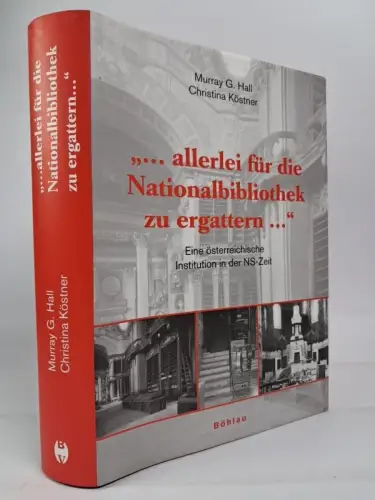 „...allerlei für die
Nationalbibliothek
zu ergattern..."
Murray G. Hall
Christina Köstner
B
V
Murray G. Hall
Christina Köstner
„... allerlei für die
Nationalbibliothek
zu ergattern ..."
Eine österreichische
Institution in der NS-Zeit
Böhlau